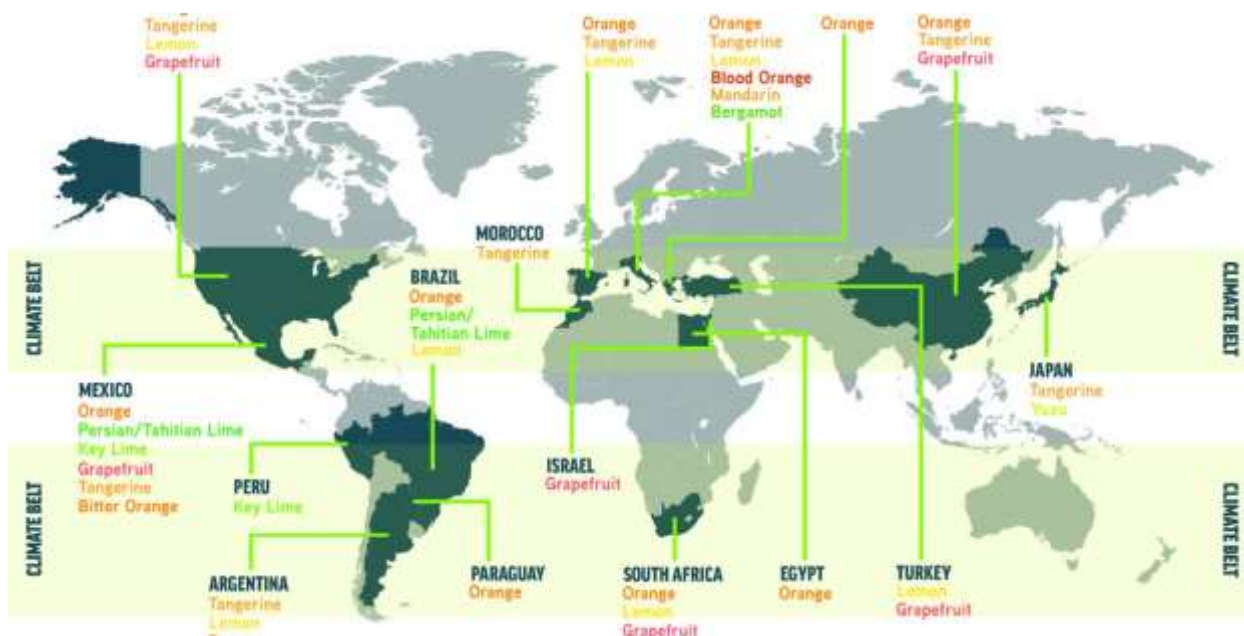 Orange
Tangerine
Lemon
Grapefruit
Orange
Tangerine
Lemon
Orange
Tangerine
Lemon
Blood Orange
Mandarin
Bergamot
Orange
Orange
Tangerine
Grapefruit
CLIMATE BELT
MOROCCO
Tangerine
BRAZIL
Orange
Persian/
Tahitian Lime
Lemon
CLIMATE BELT
MEXICO
Orange
Persian/Tahitian Lime
Key Lime
Grapefruit
Tangerine
Bitter Orange
JAPAN
Tangerine
Yuzu
CLIMATE BELT
PERU
Key Lime
ISRAEL
Grapefruit
CLIMATE BELT
ARGENTINA
Tangerine
Lemon
PARAGUAY
Orange
SOUTH AFRICA
Orange
Lemon
Grapefruit
EGYPT
Orange
TURKEY
Lemon
Grapefruit